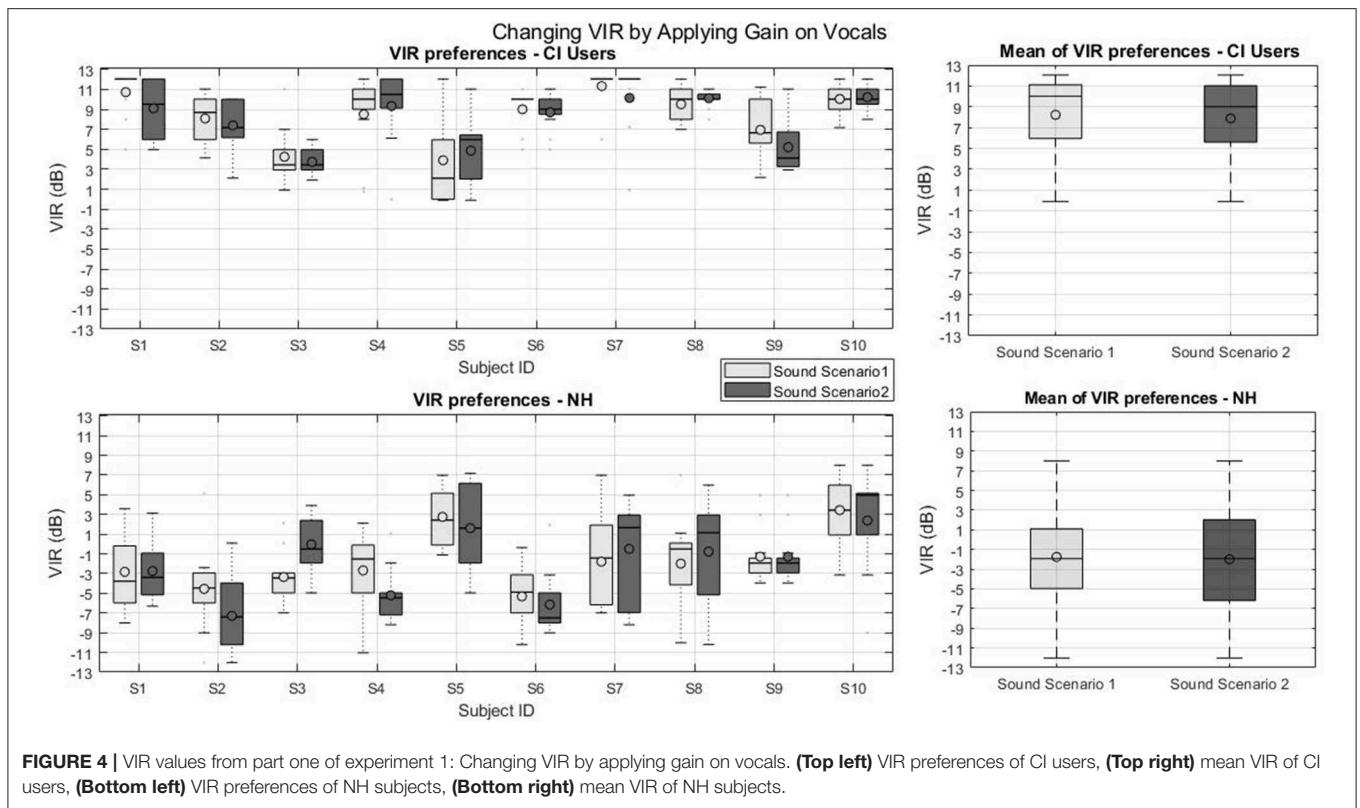 Changing VIR by Applying Gain on Vocals
VIR preferences - CI Users
13
11
9
7
5
3
1
-1
-3
-5
-7
-9
-11
-13
VIR (dB)
S1 S2 S3 S4 S5 S6 S7 S8 S9 S10
Subject ID
Mean of VIR preferences - CI Users
13
11
9
7
5
3
1
-1
-3
-5
-7
-9
-11
-13
VIR (dB)
Sound Scenario 1 Sound Scenario 2
Sound Scenario1
Sound Scenario2
VIR preferences - NH
13
11
9
7
5
3
1
-1
-3
-5
-7
-9
-11
-13
VIR (dB)
S1 S2 S3 S4 S5 S6 S7 S8 S9 S10
Subject ID
Mean of VIR preferences - NH
13
11
9
7
5
3
1
-1
-3
-5
-7
-9
-11
-13
VIR (dB)
Sound Scenario 1 Sound Scenario 2
FIGURE 4 | VIR values from part one of experiment 1: Changing VIR by applying gain on vocals. (Top left) VIR preferences of CI users, (Top right) mean VIR of CI
users, (Bottom left) VIR preferences of NH subjects, (Bottom right) mean VIR of NH subjects.